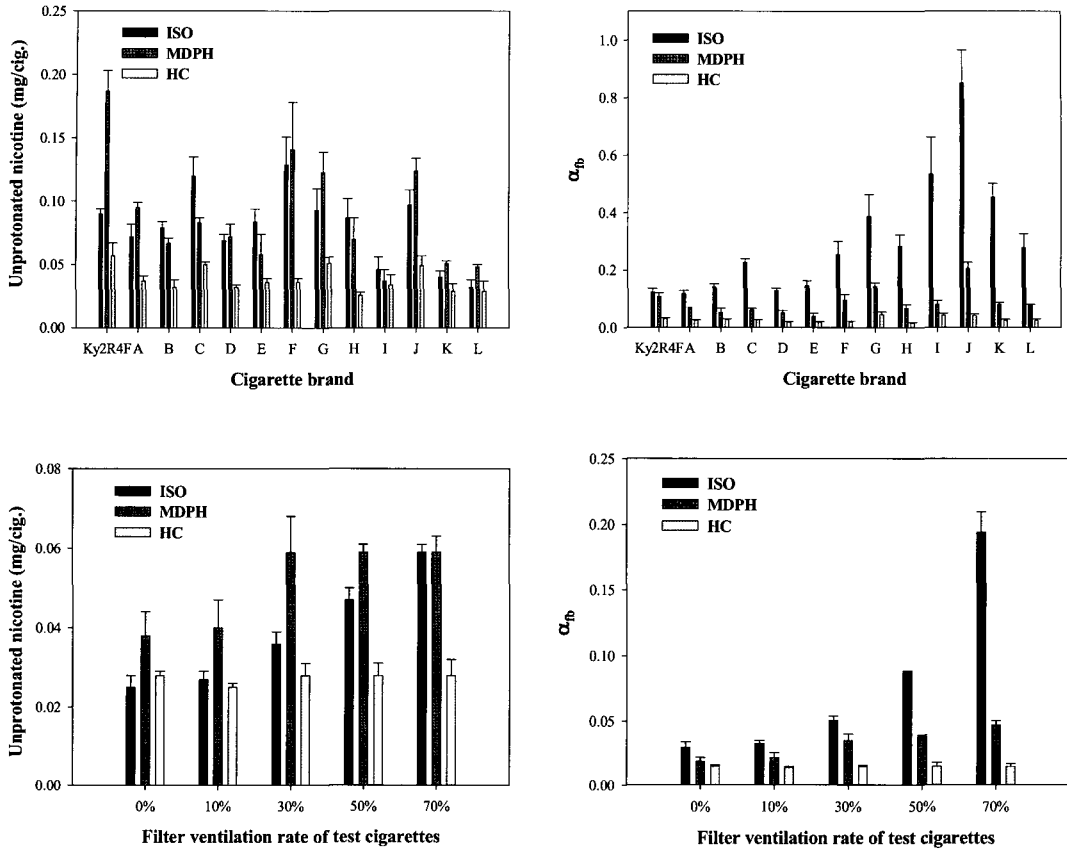 Unprotonated nicotine (mg/cig.)
0.25
0.20
0.15
0.10
0.05
0.00
ISO
MDPH
HC
Ky2R4F A B C D E F G H I J K L
Cigarette brand
α_fb
1.0
0.8
0.6
0.4
0.2
0.0
ISO
MDPH
HC
Ky2R4F A B C D E F G H I J K L
Cigarette brand
Unprotonated nicotine (mg/cig.)
0.08
0.06
0.04
0.02
0.00
ISO
MDPH
HC
0% 10% 30% 50% 70%
Filter ventilation rate of test cigarettes
α_fb
0.25
0.20
0.15
0.10
0.05
0.00
ISO
MDPH
HC
0% 10% 30% 50% 70%
Filter ventilation rate of test cigarettes